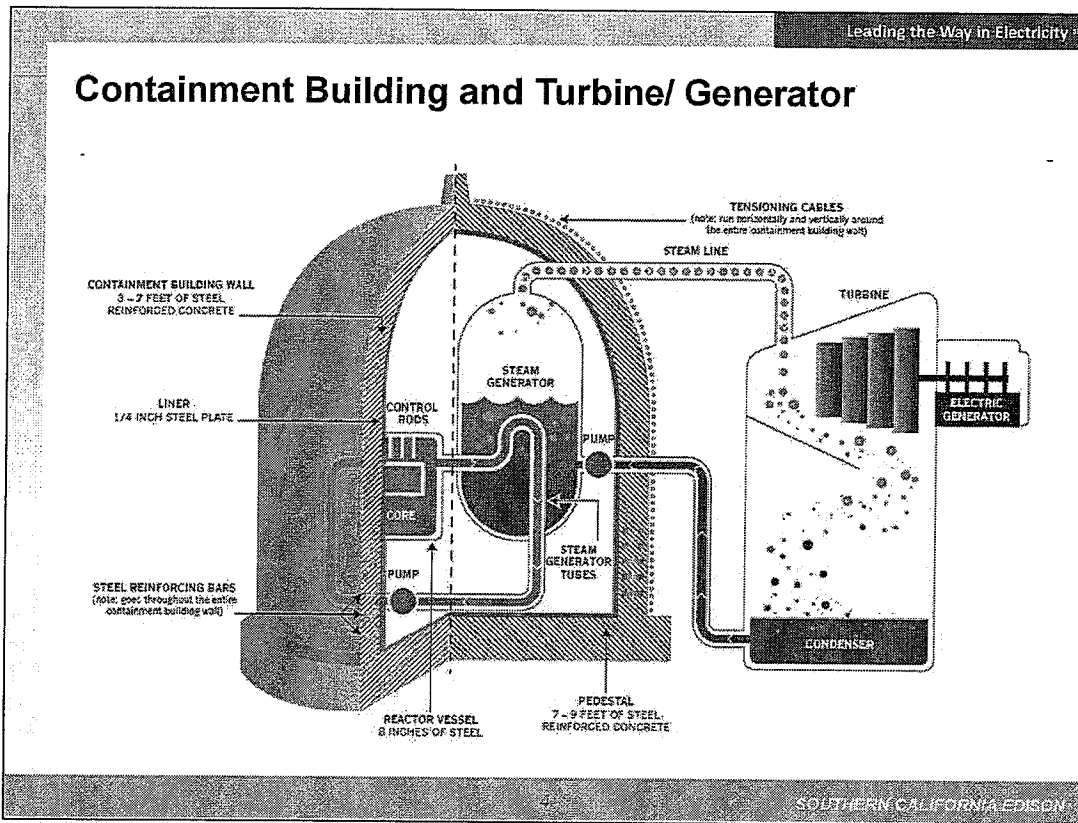 Leading the Way in Electricity
Containment Building and Turbine/ Generator
TENSIONING CABLES
(note: run horizontally and vertically around
the entire containment building wall)
STEAM LINE
CONTAINMENT BUILDING WALL
3 – 7 FEET OF STEEL
REINFORCED CONCRETE
TURBINE
STEAM
GENERATOR
LINER
1/4 INCH STEEL PLATE
CONTROL
RODS
ELECTRIC
GENERATOR
PUMP
CORE
STEAM
GENERATOR
TUBES
PUMP
STEEL REINFORCING BARS
(note: goes throughout the entire
containment building wall)
CONDENSER
REACTOR VESSEL
8 INCHES OF STEEL
PEDESTAL
7 – 9 FEET OF STEEL-
REINFORCED CONCRETE
4
SOUTHERN CALIFORNIA EDISON